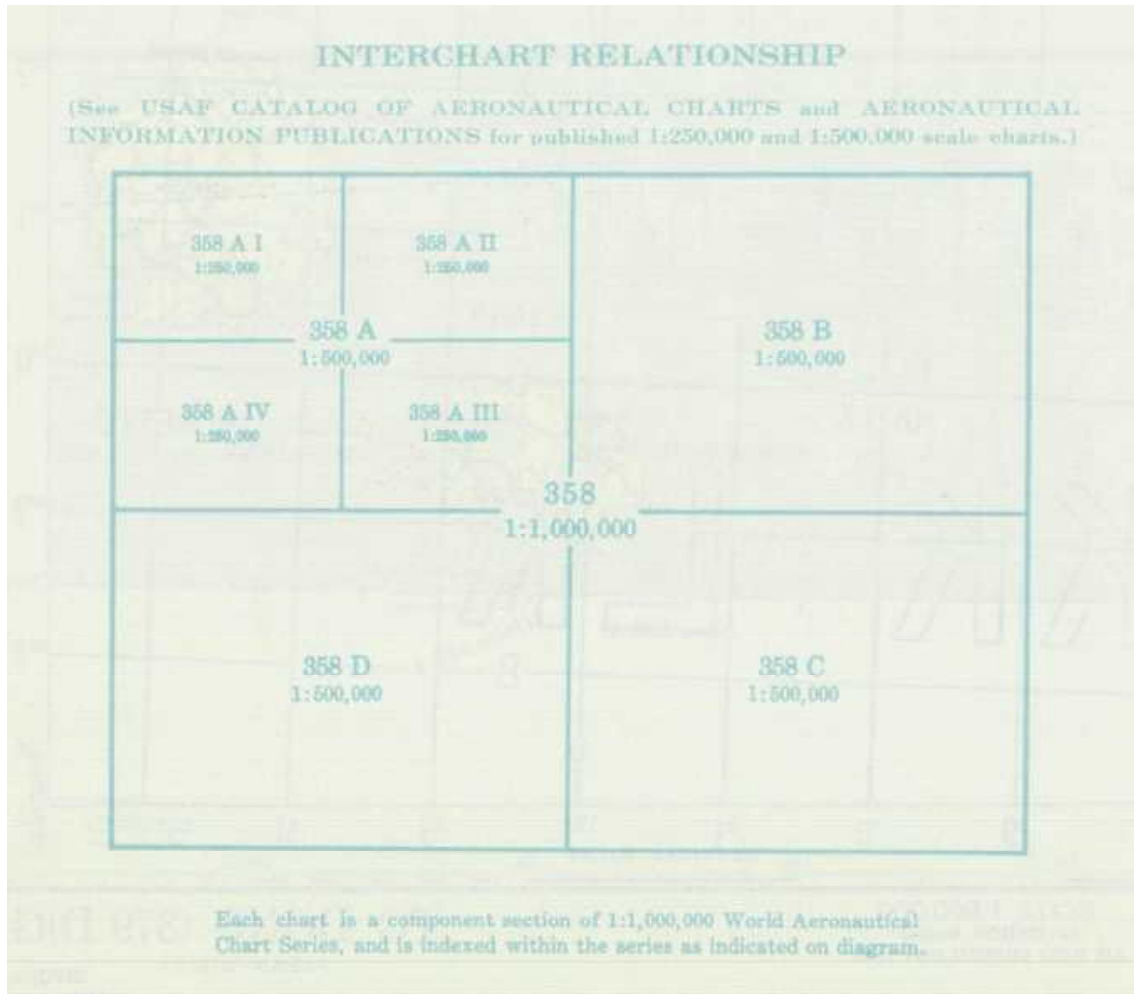 INTERCHART RELATIONSHIP
(See USAF CATALOG OF AERONAUTICAL CHARTS and AERONAUTICAL
INFORMATION PUBLICATIONS for published 1:250,000 and 1:500,000 scale charts.)
358 A I
1:250,000
358 A II
1:250,000
358 A
1:500,000
358 B
1:500,000
358 A IV
1:250,000
358 A III
1:250,000
358
1:1,000,000
358 D
1:500,000
358 C
1:500,000
Each chart is a component section of 1:1,000,000 World Aeronautical
Chart Series, and is indexed within the series as indicated on diagram.